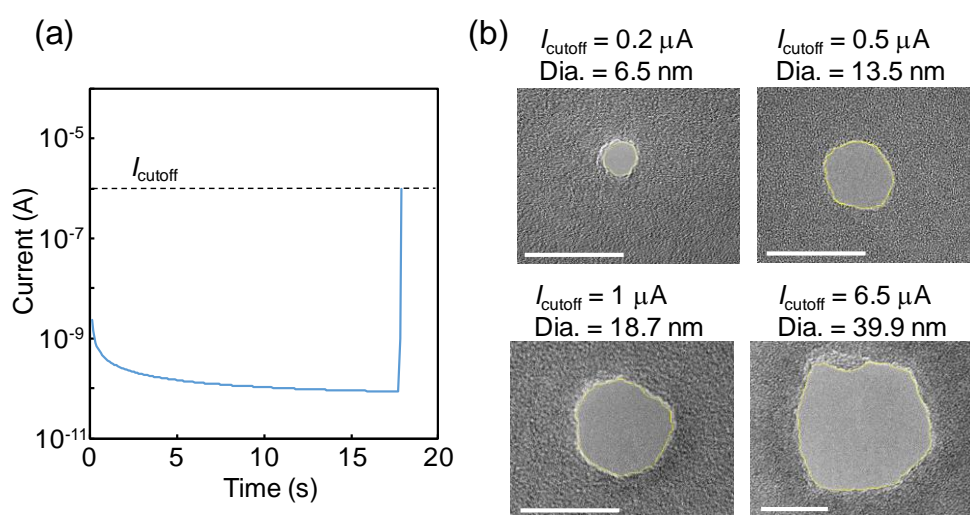 (a)
10⁻⁵
10⁻⁷
10⁻⁹
10⁻¹¹
Current (A)
I_cutoff
0 5 10 15 20
Time (s)
(b)
I_cutoff = 0.2 μA
Dia. = 6.5 nm
I_cutoff = 0.5 μA
Dia. = 13.5 nm
I_cutoff = 1 μA
Dia. = 18.7 nm
I_cutoff = 6.5 μA
Dia. = 39.9 nm